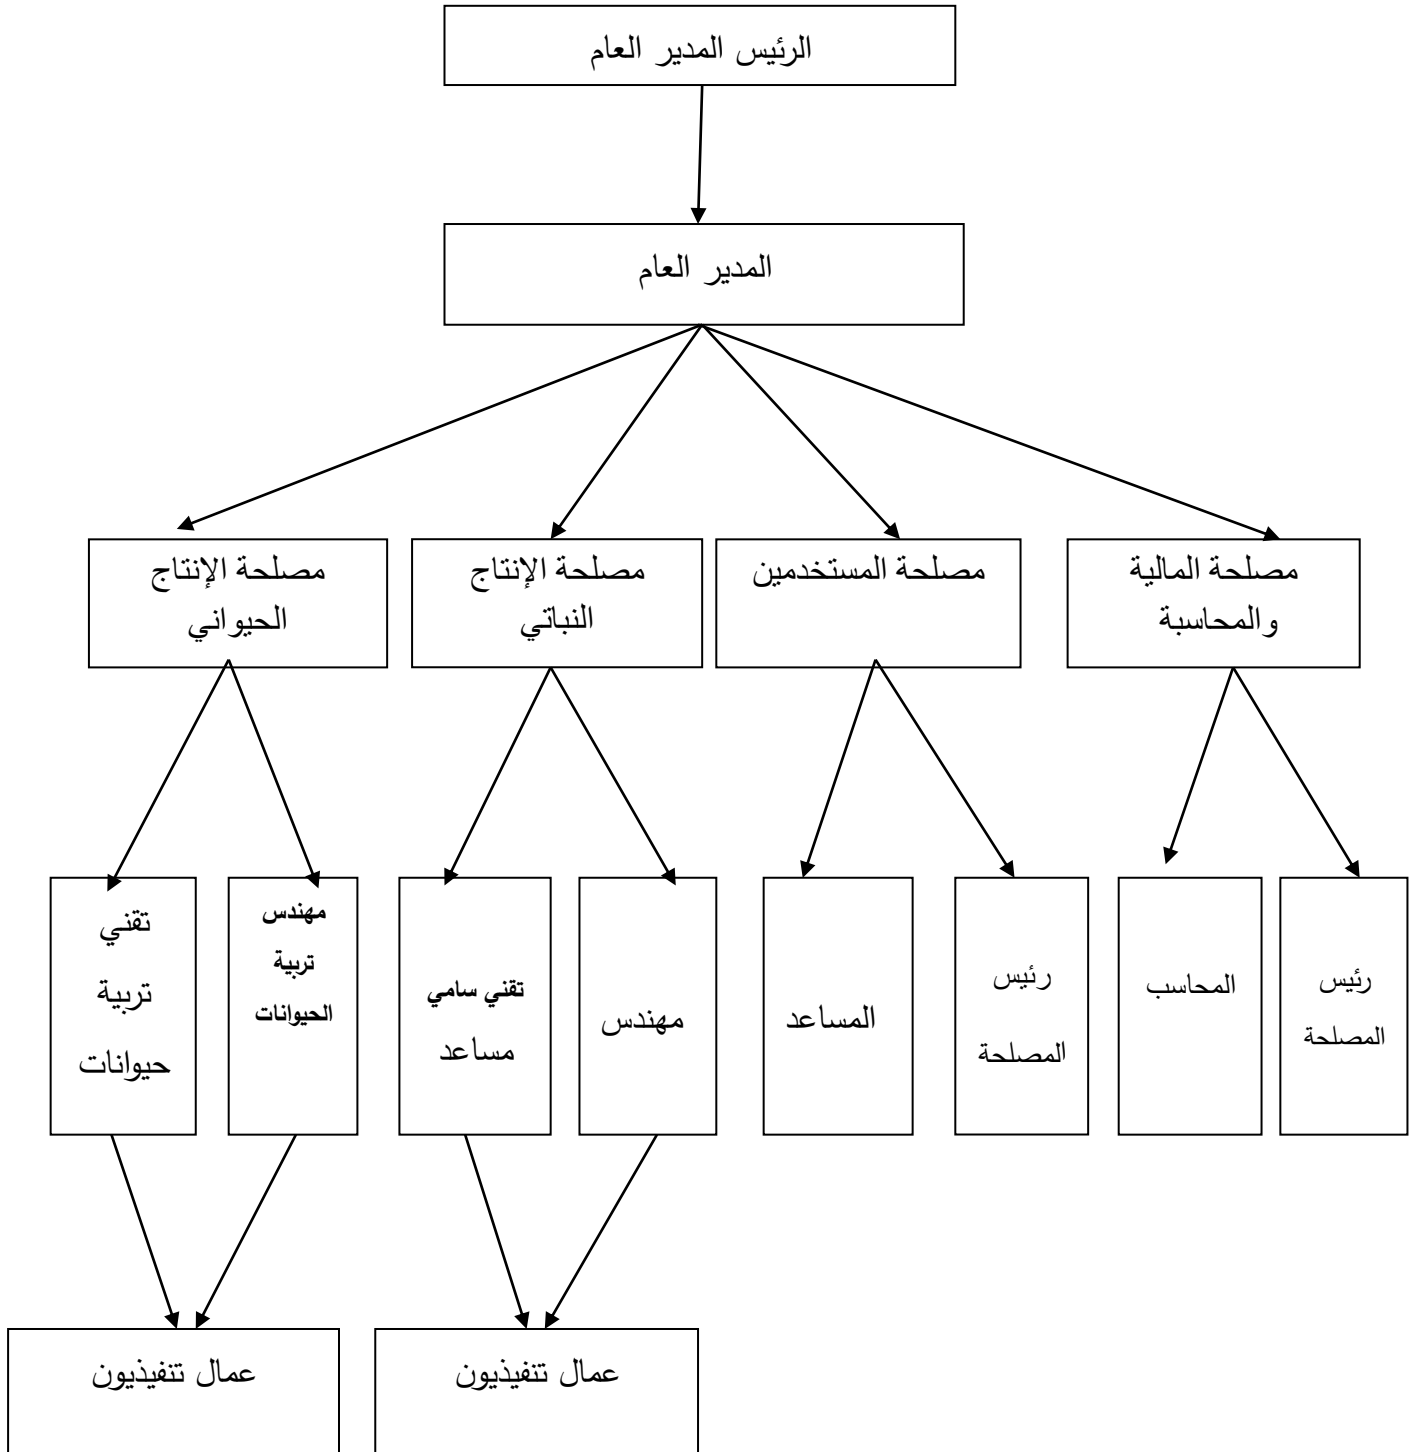 الرئيس المدير العام
المدير العام
مصلحة المالية
والمحاسبة
مصلحة المستخدمين
مصلحة الإنتاج
النباتي
مصلحة الإنتاج
الحيواني
رئيس
المصلحة
المحاسب
رئيس
المصلحة
المساعد
مهندس
تقني سامي
مساعد
مهندس
تربية
الحيوانات
تقني
تربية
حيوانات
عمال تنفيذيون
عمال تنفيذيون